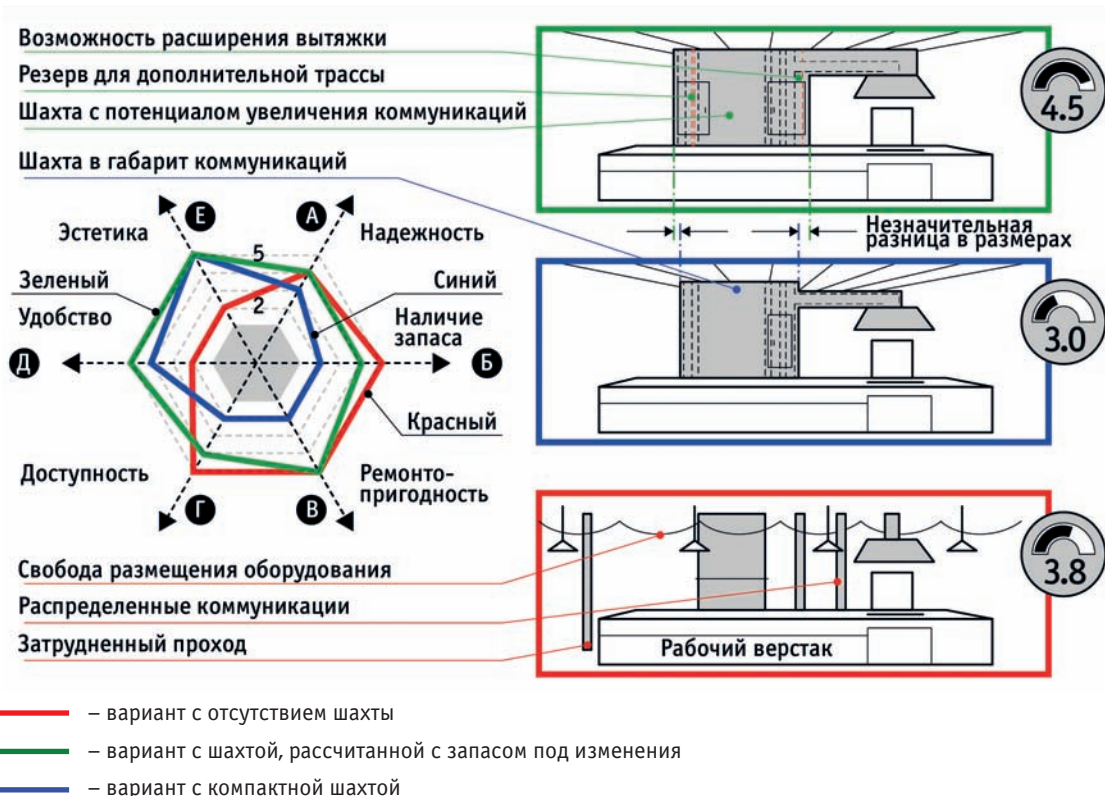 Возможность расширения вытяжки
Резерв для дополнительной трассы
Шахта с потенциалом увеличения коммуникаций
4.5
Шахта в габарит коммуникаций
Незначительная
разница в размерах
Е
А
Эстетика
Надежность
5
Зеленый
Синий
2
Удобство
Наличие
запаса
Д
Б
3.0
Красный
Доступность
Ремонто-
пригодность
Г
В
Свобода размещения оборудования
3.8
Распределенные коммуникации
Затрудненный проход
Рабочий верстак
– вариант с отсутствием шахты
– вариант с шахтой, рассчитанной с запасом под изменения
– вариант с компактной шахтой